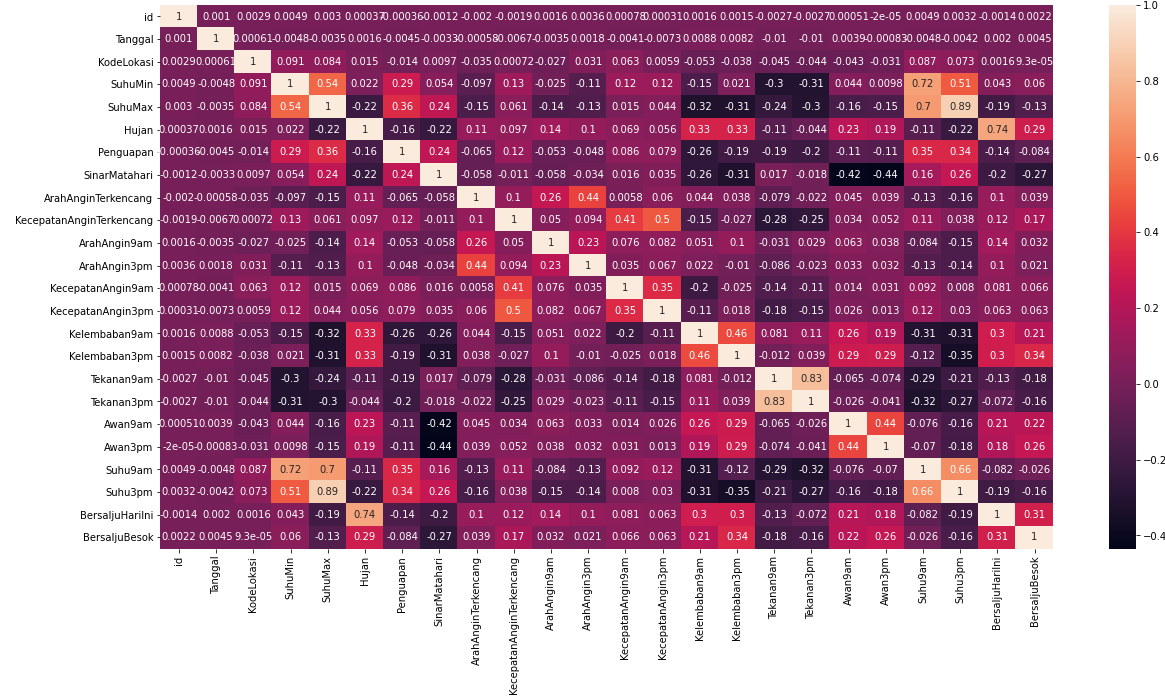 id 1 0.001 0.0029 0.0049 0.003 0.00037 -0.00036 -0.0012 -0.002 -0.0019 0.0016 0.0036 0.00078 0.00031 0.0016 0.0015 -0.0027 -0.0027 0.00051 -2e-05 0.0049 0.0032 -0.0014 0.0022 1.0
Tanggal 0.001 1 0.00061 -0.0048 -0.0035 0.0016 -0.0045 -0.0033 -0.00058 -0.0067 -0.0035 0.0018 -0.0041 -0.0073 0.0088 0.0082 -0.01 -0.01 0.0039 -0.00083 -0.0048 -0.0042 0.002 0.0045
KodeLokasi 0.0029 0.00061 1 0.091 0.084 0.015 -0.014 0.0097 -0.035 0.00072 -0.027 0.031 0.063 0.0059 -0.053 -0.038 -0.045 -0.044 -0.043 -0.031 0.087 0.073 0.0016 9.3e-05
SuhuMin 0.0049 -0.0048 0.091 1 0.54 0.022 0.29 0.054 -0.097 0.13 -0.025 -0.11 0.12 0.12 -0.15 0.021 -0.3 -0.31 0.044 0.0098 0.72 0.51 0.043 0.06 0.8
SuhuMax 0.003 -0.0035 0.084 0.54 1 -0.22 0.36 0.24 -0.15 0.061 -0.14 -0.13 0.015 0.044 -0.32 -0.31 -0.24 -0.3 -0.16 -0.15 0.7 0.89 -0.19 -0.13
Hujan 0.00037 0.0016 0.015 0.022 -0.22 1 -0.16 -0.22 0.11 0.097 0.14 0.1 0.069 0.056 0.33 0.33 -0.11 -0.044 0.23 0.19 -0.11 -0.22 0.74 0.29
Penguapan -0.00036 -0.0045 -0.014 0.29 0.36 -0.16 1 0.24 -0.065 0.12 -0.053 -0.048 0.086 0.079 -0.26 -0.19 -0.19 -0.2 -0.11 -0.11 0.35 0.34 -0.14 -0.084 0.6
SinarMatahari -0.0012 -0.0033 0.0097 0.054 0.24 -0.22 0.24 1 -0.058 -0.011 -0.058 -0.034 0.016 0.035 -0.26 -0.31 0.017 -0.018 -0.42 -0.44 0.16 0.26 -0.2 -0.27
ArahAnginTerkencang -0.002 -0.00058 -0.035 -0.097 -0.15 0.11 -0.065 -0.058 1 0.1 0.26 0.44 0.0058 0.06 0.044 0.038 -0.079 -0.022 0.045 0.039 -0.13 -0.16 0.1 0.039
KecepatanAnginTerkencang -0.0019 -0.0067 0.00072 0.13 0.061 0.097 0.12 -0.011 0.1 1 0.05 0.094 0.41 0.5 -0.15 -0.027 -0.28 -0.25 0.034 0.052 0.11 0.038 0.12 0.17 0.4
ArahAngin9am 0.0016 -0.0035 -0.027 -0.025 -0.14 0.14 -0.053 -0.058 0.26 0.05 1 0.23 0.076 0.082 0.051 0.1 -0.031 0.029 0.063 0.038 -0.084 -0.15 0.14 0.032
ArahAngin3pm 0.0036 0.0018 0.031 -0.11 -0.13 0.1 -0.048 -0.034 0.44 0.094 0.23 1 0.035 0.067 0.022 -0.01 -0.086 -0.023 0.033 0.032 -0.13 -0.14 0.1 0.021
KecepatanAngin9am 0.00078 -0.0041 0.063 0.12 0.015 0.069 0.086 0.016 0.0058 0.41 0.076 0.035 1 0.35 -0.2 -0.025 -0.14 -0.11 0.014 0.031 0.092 0.008 0.081 0.066 0.2
KecepatanAngin3pm 0.00031 -0.0073 0.0059 0.12 0.044 0.056 0.079 0.035 0.06 0.5 0.082 0.067 0.35 1 -0.11 0.018 -0.18 -0.15 0.026 0.013 0.12 0.03 0.063 0.063
Kelembaban9am 0.0016 0.0088 -0.053 -0.15 -0.32 0.33 -0.26 -0.26 0.044 -0.15 0.051 0.022 -0.2 -0.11 1 0.46 0.081 0.11 0.26 0.19 -0.31 -0.31 0.3 0.21
Kelembaban3pm 0.0015 0.0082 -0.038 0.021 -0.31 0.33 -0.19 -0.31 0.038 -0.027 0.1 -0.01 -0.025 0.018 0.46 1 -0.012 0.039 0.29 0.29 -0.12 -0.35 0.3 0.34
Tekanan9am -0.0027 -0.01 -0.045 -0.3 -0.24 -0.11 -0.19 0.017 -0.079 -0.28 -0.031 -0.086 -0.14 -0.18 0.081 -0.012 1 0.83 -0.065 -0.074 -0.29 -0.21 -0.13 -0.18 0.0
Tekanan3pm -0.0027 -0.01 -0.044 -0.31 -0.3 -0.044 -0.2 -0.018 -0.022 -0.25 0.029 -0.023 -0.11 -0.15 0.11 0.039 0.83 1 -0.026 -0.041 -0.32 -0.27 -0.072 -0.16
Awan9am 0.00051 0.0039 -0.043 0.044 -0.16 0.23 -0.11 -0.42 0.045 0.034 0.063 0.033 0.014 0.026 0.26 0.29 -0.065 -0.026 1 0.44 -0.076 -0.16 0.21 0.22
Awan3pm -2e-05 -0.00083 -0.031 0.0098 -0.15 0.19 -0.11 -0.44 0.039 0.052 0.038 0.032 0.031 0.013 0.19 0.29 -0.074 -0.041 0.44 1 -0.07 -0.18 0.18 0.26 -0.2
Suhu9am 0.0049 -0.0048 0.087 0.72 0.7 -0.11 0.35 0.16 -0.13 0.11 -0.084 -0.13 0.092 0.12 -0.31 -0.12 -0.29 -0.32 -0.076 -0.07 1 0.66 -0.082 -0.026
Suhu3pm 0.0032 -0.0042 0.073 0.51 0.89 -0.22 0.34 0.26 -0.16 0.038 -0.15 -0.14 0.008 0.03 -0.31 -0.35 -0.21 -0.27 -0.16 -0.18 0.66 1 -0.19 -0.16
BersaljuHariIni -0.0014 0.002 0.0016 0.043 -0.19 0.74 -0.14 -0.2 0.1 0.12 0.14 0.1 0.081 0.063 0.3 0.3 -0.13 -0.072 0.21 0.18 -0.082 -0.19 1 0.31
BersaljuBesok 0.0022 0.0045 9.3e-05 0.06 -0.13 0.29 -0.084 -0.27 0.039 0.17 0.032 0.021 0.066 0.063 0.21 0.34 -0.18 -0.16 0.22 0.26 -0.026 -0.16 0.31 1 -0.4
id
Tanggal
KodeLokasi
SuhuMin
SuhuMax
Hujan
Penguapan
SinarMatahari
ArahAnginTerkencang
KecepatanAnginTerkencang
ArahAngin9am
ArahAngin3pm
KecepatanAngin9am
KecepatanAngin3pm
Kelembaban9am
Kelembaban3pm
Tekanan9am
Tekanan3pm
Awan9am
Awan3pm
Suhu9am
Suhu3pm
BersaljuHariIni
BersaljuBesok